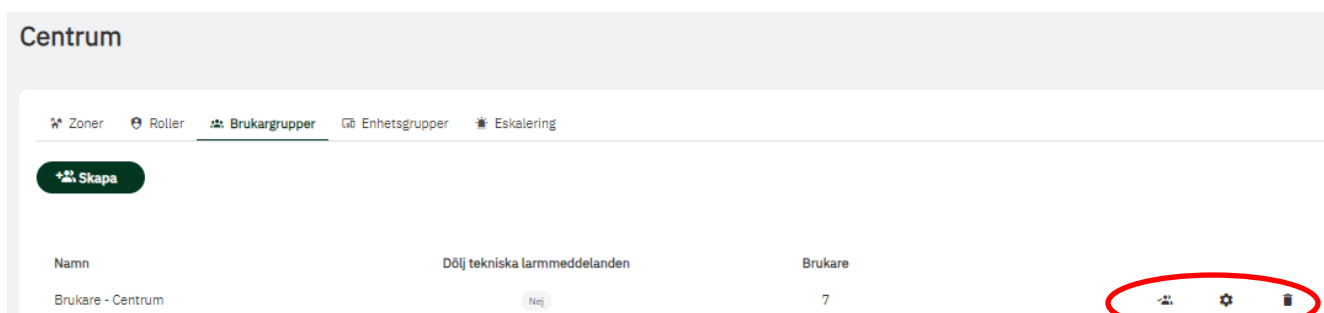 Centrum
Zoner Roller Brukargrupper Enhetsgrupper Eskalering
Skapa
Namn Dölj tekniska larmmeddelanden Brukare
Brukare - Centrum Nej 7